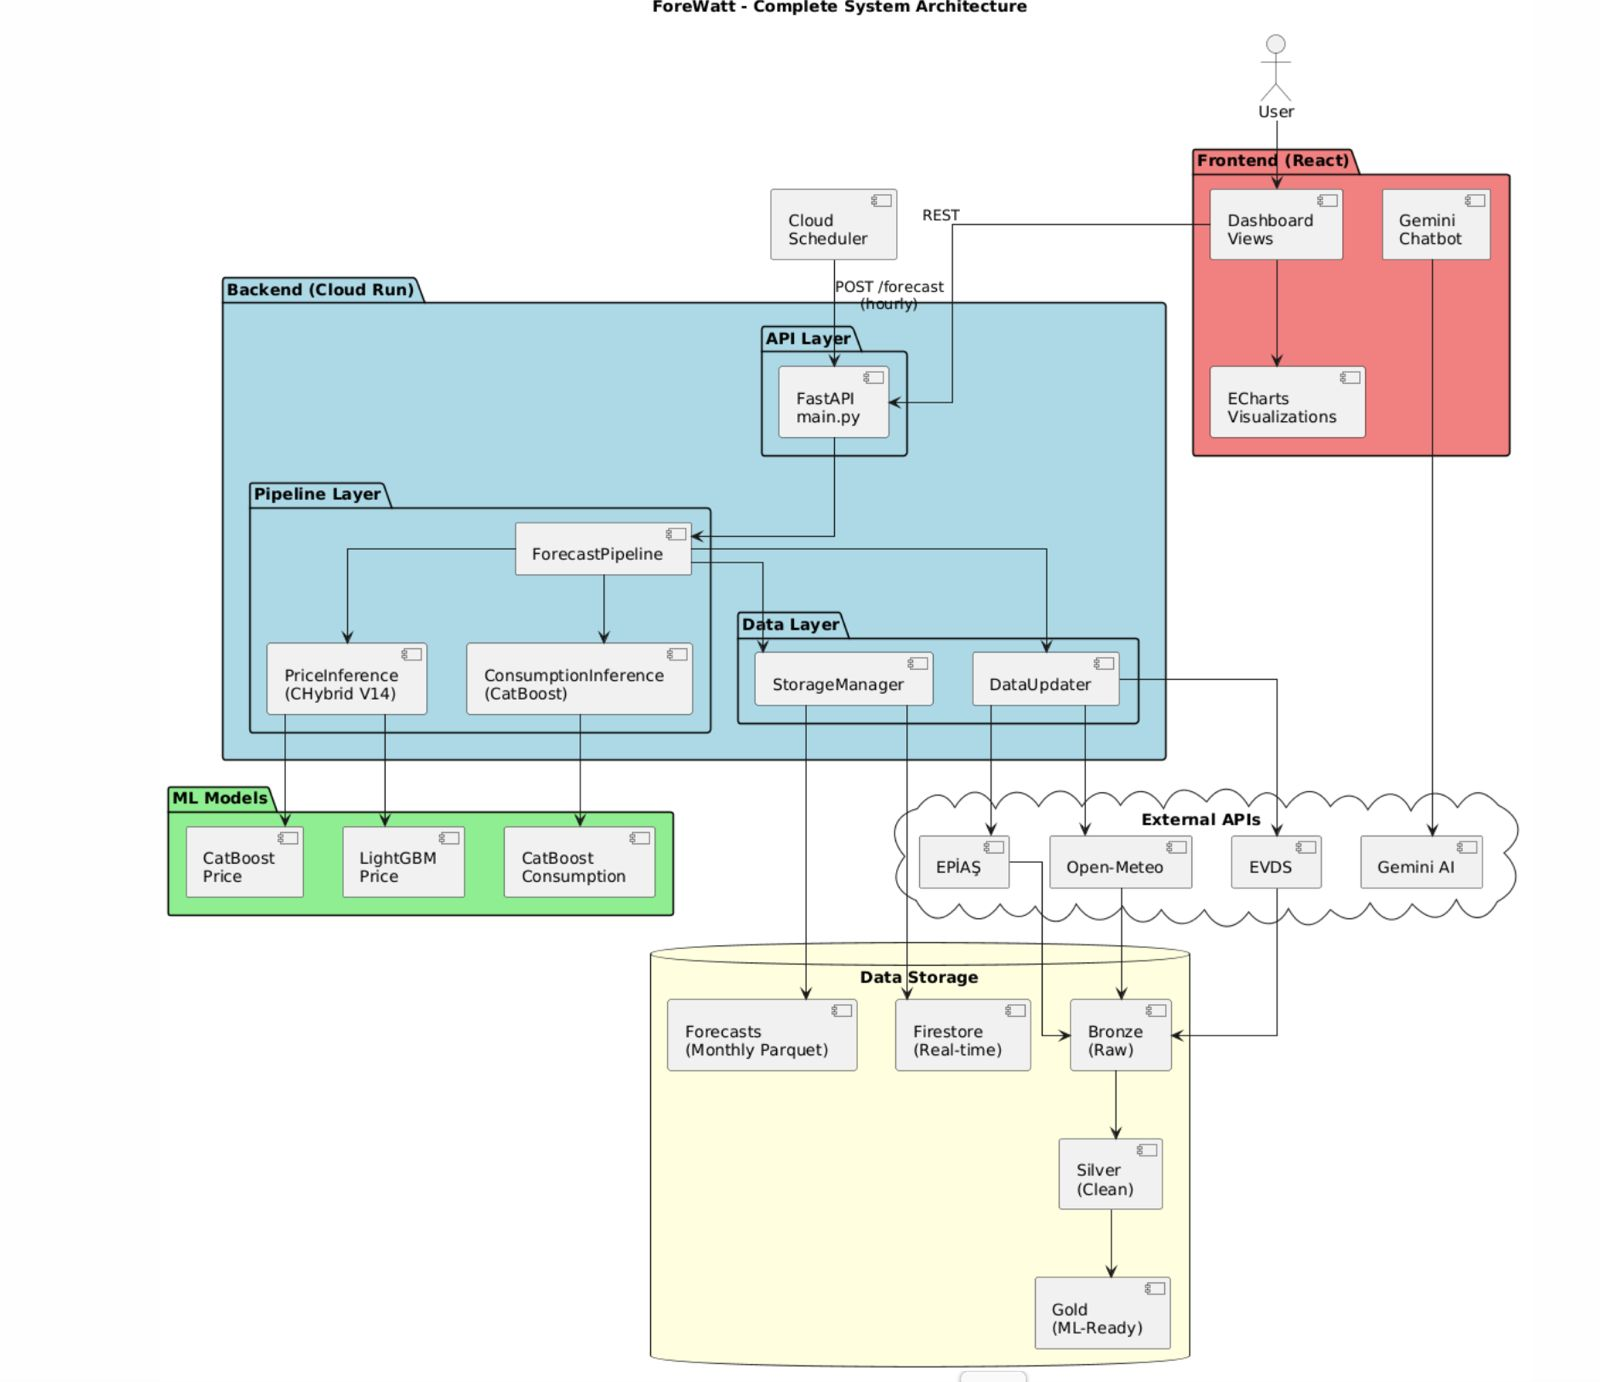 ForeWatt - Complete System Architecture
User
Frontend (React)
Dashboard
Views
Gemini
Chatbot
ECharts
Visualizations
Cloud
Scheduler
REST
POST /forecast
(hourly)
Backend (Cloud Run)
API Layer
FastAPI
main.py
Pipeline Layer
ForecastPipeline
PriceInference
(CHybrid V14)
ConsumptionInference
(CatBoost)
Data Layer
StorageManager
DataUpdater
ML Models
CatBoost
Price
LightGBM
Price
CatBoost
Consumption
External APIs
EPİAŞ
Open-Meteo
EVDS
Gemini AI
Data Storage
Forecasts
(Monthly Parquet)
Firestore
(Real-time)
Bronze
(Raw)
Silver
(Clean)
Gold
(ML-Ready)